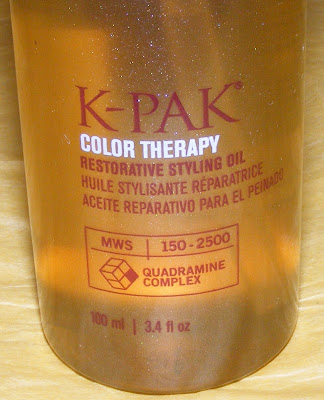 K-PAK®
COLOR THERAPY
RESTORATIVE STYLING OIL
HUILE STYLISANTE RÉPARATRICE
ACEITE REPARATIVO PARA EL PEINADO
MWS | 150-2500
QUADRAMINE
COMPLEX
100 ml | 3.4 fl oz